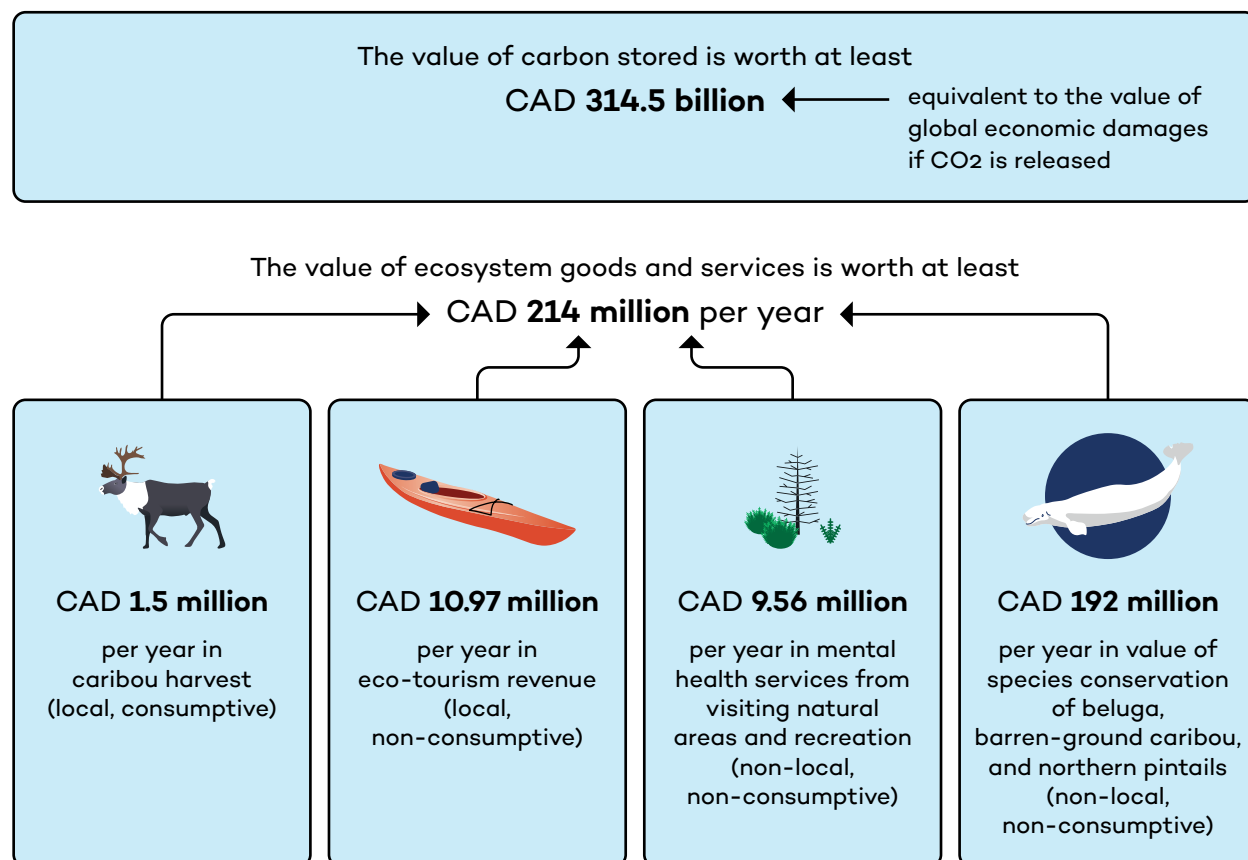 The value of carbon stored is worth at least
CAD 314.5 billion
equivalent to the value of
global economic damages
if CO2 is released
The value of ecosystem goods and services is worth at least
CAD 214 million per year
CAD 1.5 million
per year in
caribou harvest
(local, consumptive)
CAD 10.97 million
per year in
eco-tourism revenue
(local,
non-consumptive)
CAD 9.56 million
per year in mental
health services from
visiting natural
areas and recreation
(non-local,
non-consumptive)
CAD 192 million
per year in value of
species conservation
of beluga,
barren-ground caribou,
and northern pintails
(non-local,
non-consumptive)